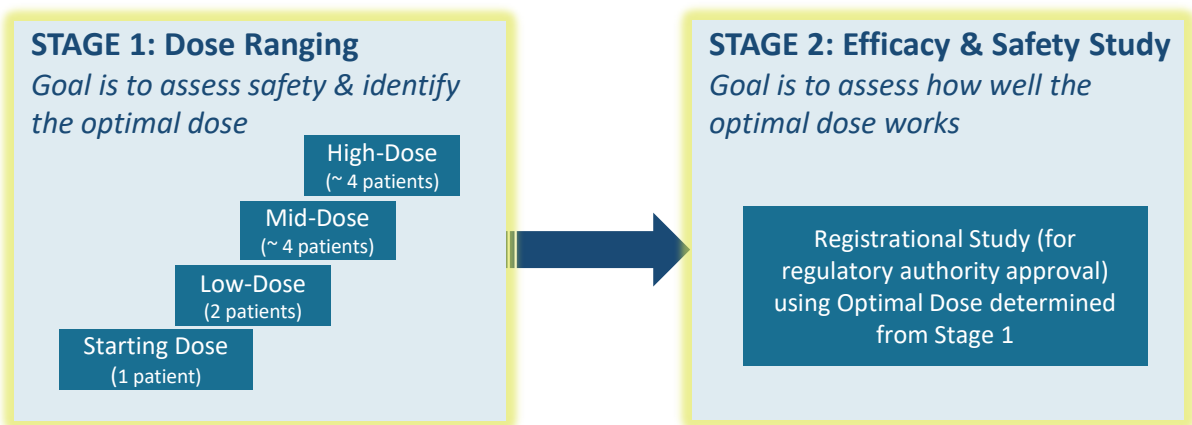 STAGE 1: Dose Ranging
Goal is to assess safety & identify
the optimal dose
High-Dose
(~ 4 patients)
Mid-Dose
(~ 4 patients)
Low-Dose
(2 patients)
Starting Dose
(1 patient)
STAGE 2: Efficacy & Safety Study
Goal is to assess how well the
optimal dose works
Registrational Study (for
regulatory authority approval)
using Optimal Dose determined
from Stage 1